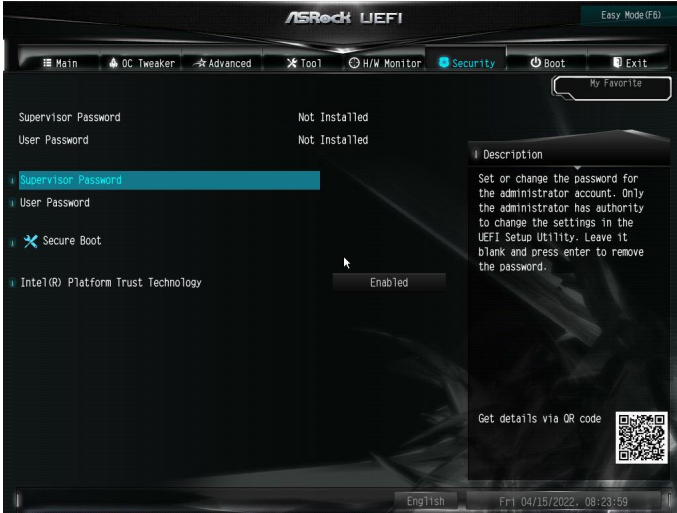 ASRock UEFI
Easy Mode(F6)
Main OC Tweaker Advanced Tool H/W Monitor Security Boot Exit
My Favorite
Supervisor Password Not Installed
User Password Not Installed
Description
Supervisor Password
User Password
Secure Boot
Intel(R) Platform Trust Technology Enabled
Set or change the password for
the administrator account. Only
the administrator has authority
to change the settings in the
UEFI Setup Utility. Leave it
blank and press enter to remove
the password.
Get details via QR code
English Fri 04/15/2022. 08:23:59